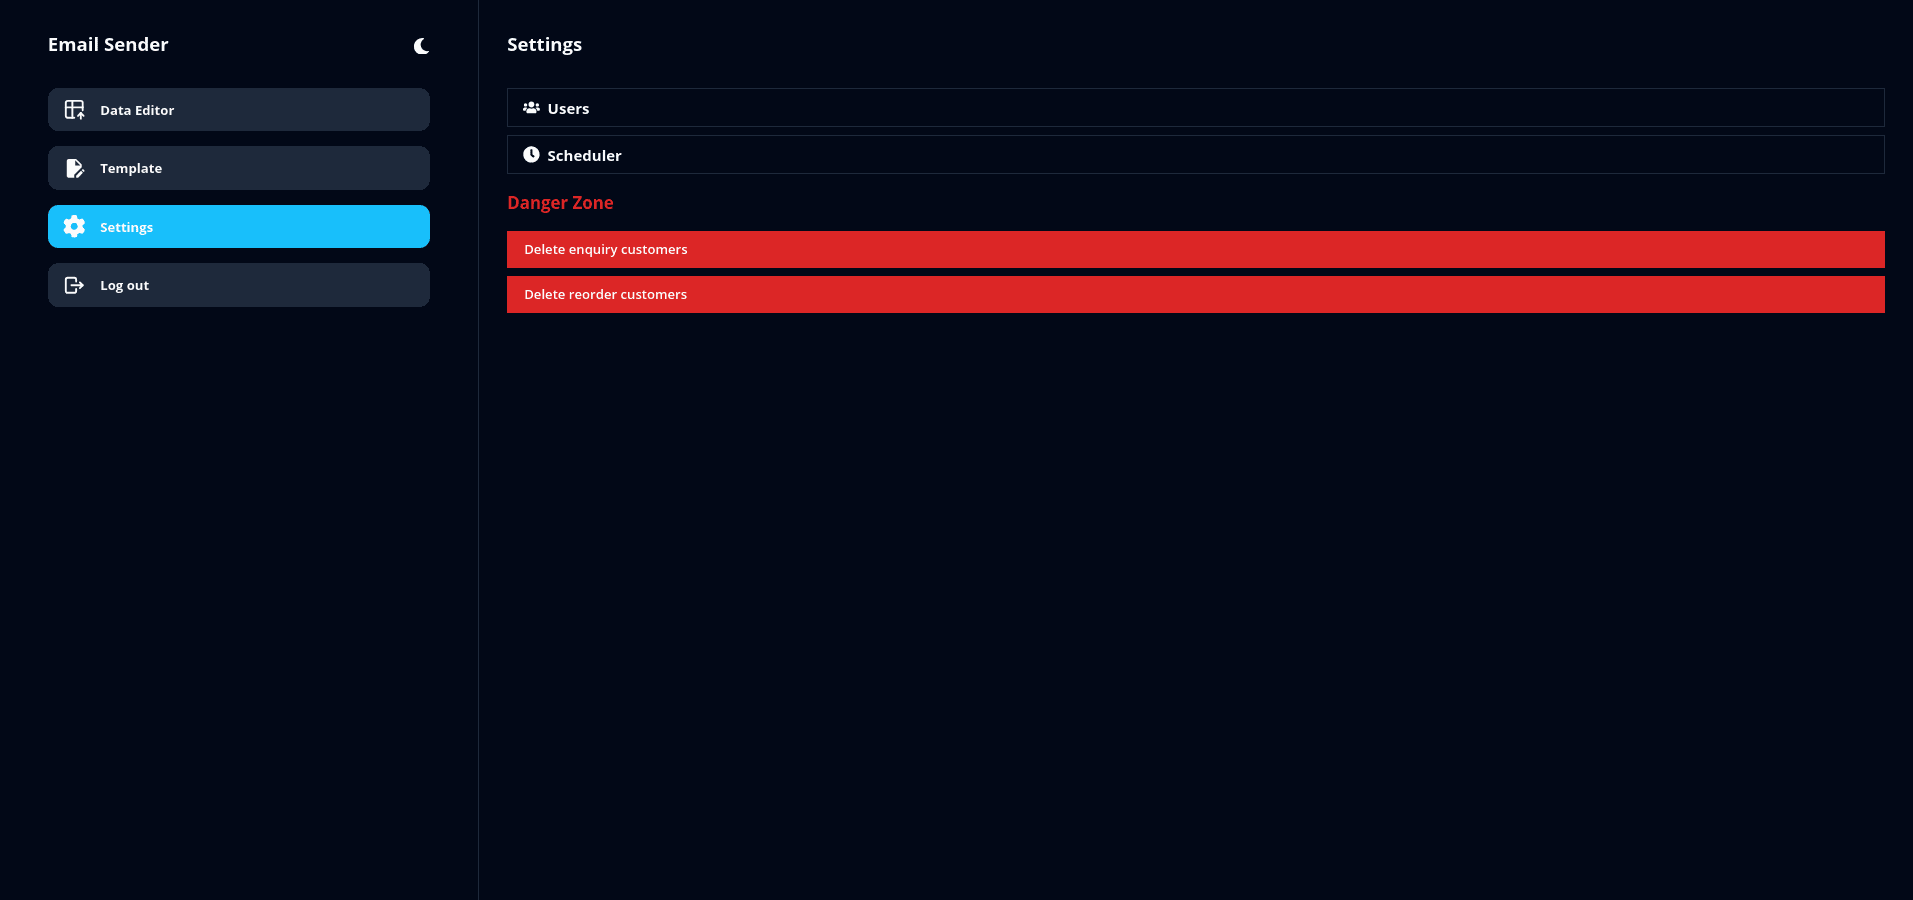 Email Sender
Data Editor
Template
Settings
Log out
Settings
Users
Scheduler
Danger Zone
Delete enquiry customers
Delete reorder customers